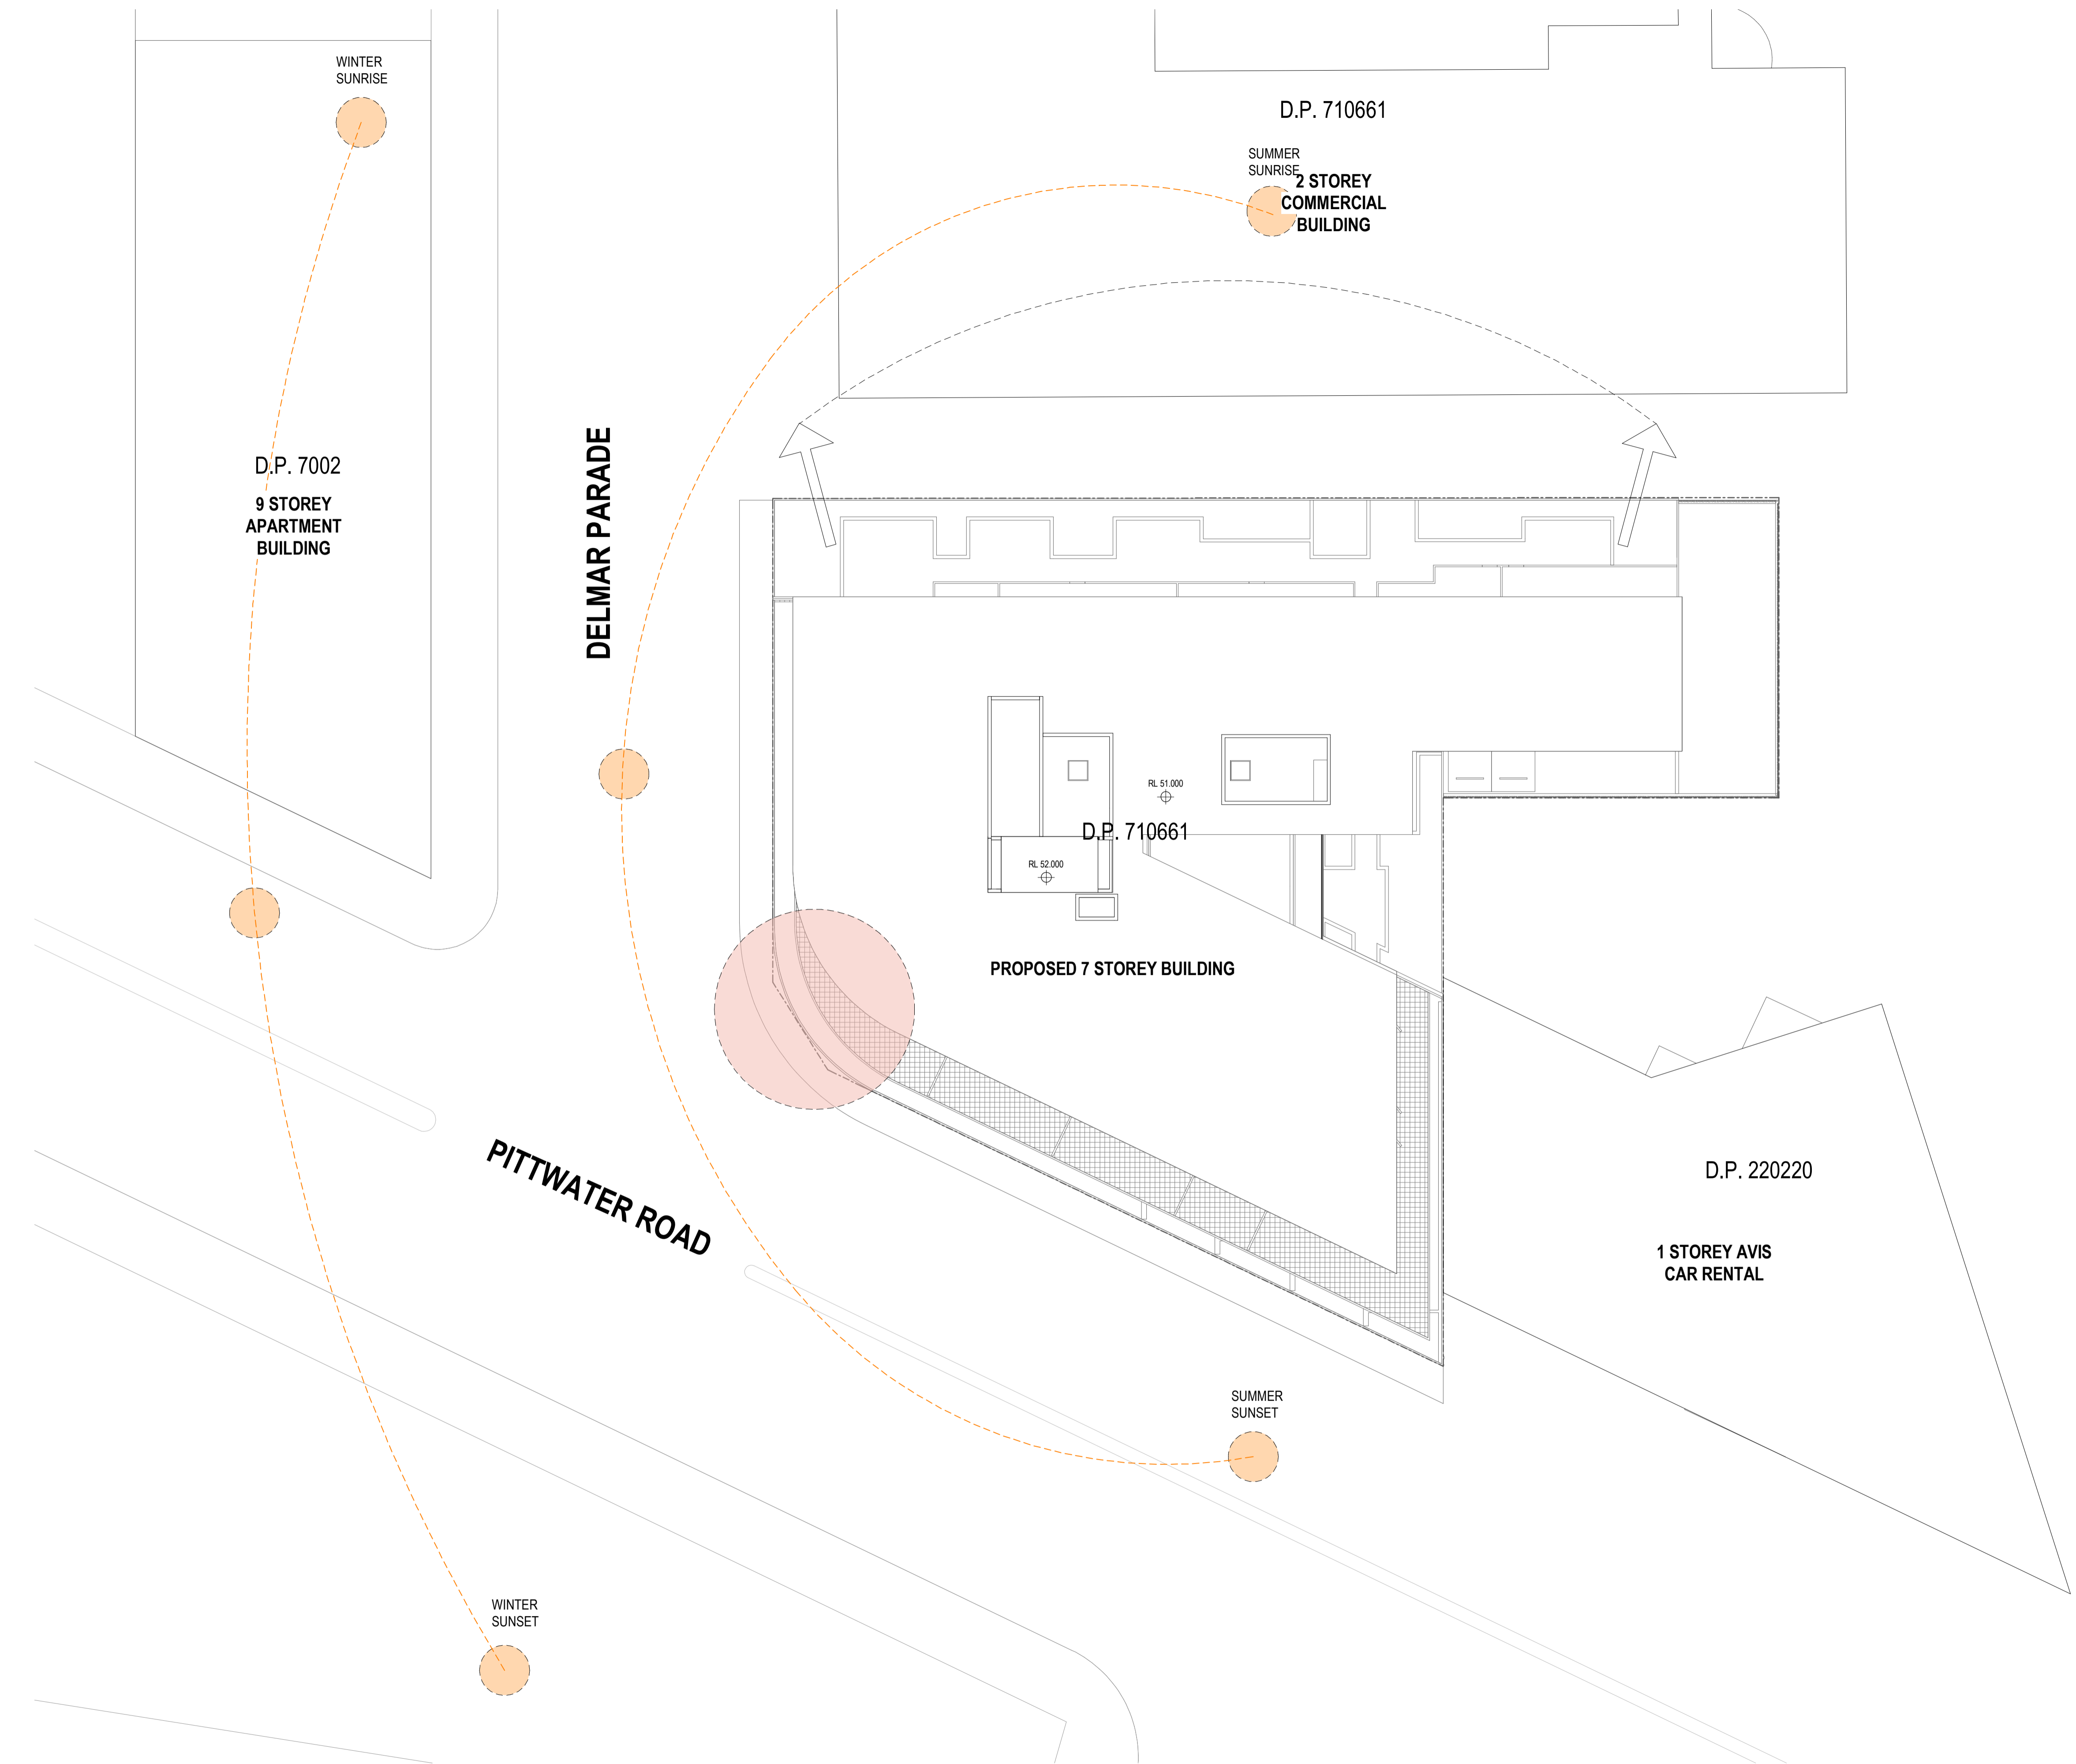 WINTER
SUNRISE
D.P. 710661
SUMMER
SUNRISE
2 STOREY
COMMERCIAL
BUILDING
D.P. 7002
9 STOREY
APARTMENT
BUILDING
DELMAR PARADE
RL 51.000
D.P. 710661
RL 52.000
PROPOSED 7 STOREY BUILDING
PITTWATER ROAD
D.P. 220220
1 STOREY AVIS
CAR RENTAL
SUMMER
SUNSET
WINTER
SUNSET